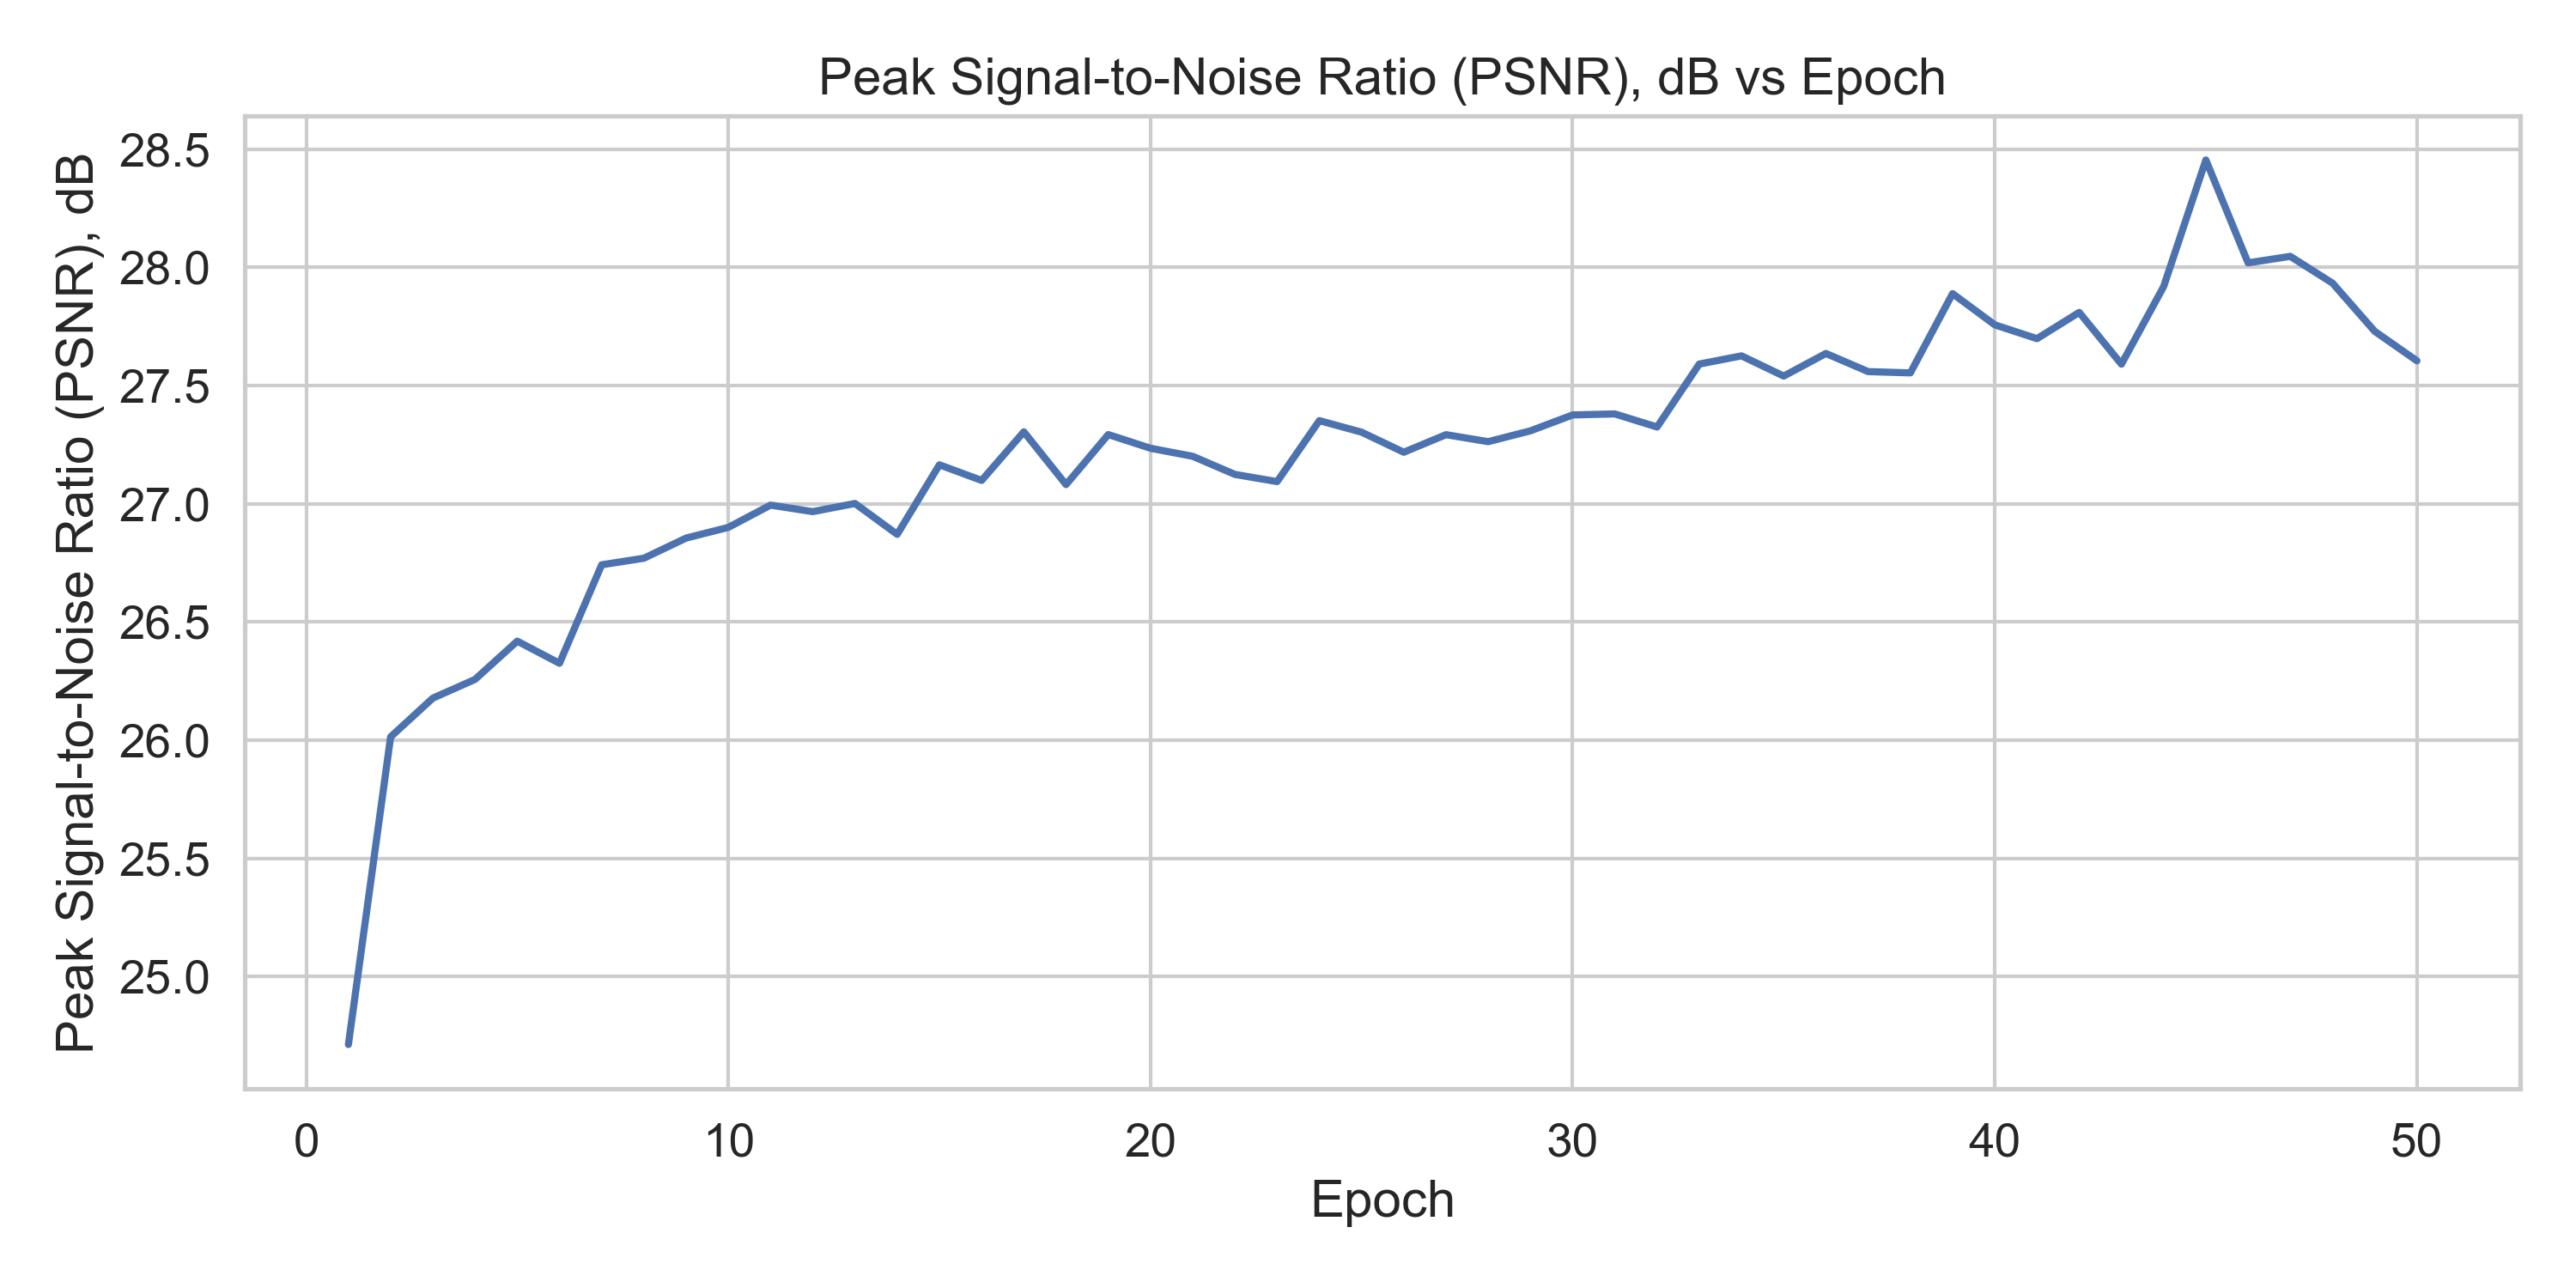 Peak Signal-to-Noise Ratio (PSNR), dB vs Epoch
Peak Signal-to-Noise Ratio (PSNR), dB
28.5
28.0
27.5
27.0
26.5
26.0
25.5
25.0
0 10 20 30 40 50
Epoch